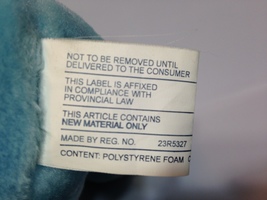 NOT TO BE REMOVED UNTIL
DELIVERED TO THE CONSUMER
THIS LABEL IS AFFIXED
IN COMPLIANCE WITH
PROVINCIAL LAW
THIS ARTICLE CONTAINS
NEW MATERIAL ONLY
MADE BY REG. NO. 23R5327
CONTENT: POLYSTYRENE FOAM